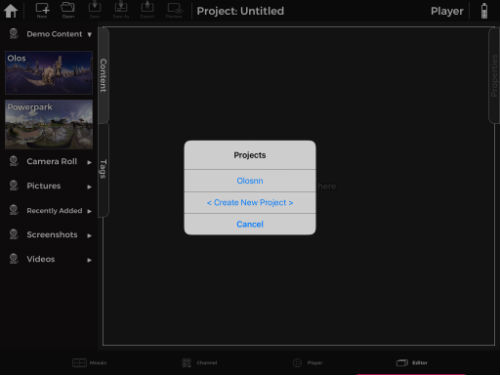 Project: Untitled
Player
New
Open
Save
Save As
Export
Preview
Demo Content
Olos
Powerpark
Camera Roll
Pictures
Recently Added
Screenshots
Videos
Content
Tags
Properties
Projects
Olosnn
< Create New Project >
Cancel
here
Mosaic
Channel
Player
Editor